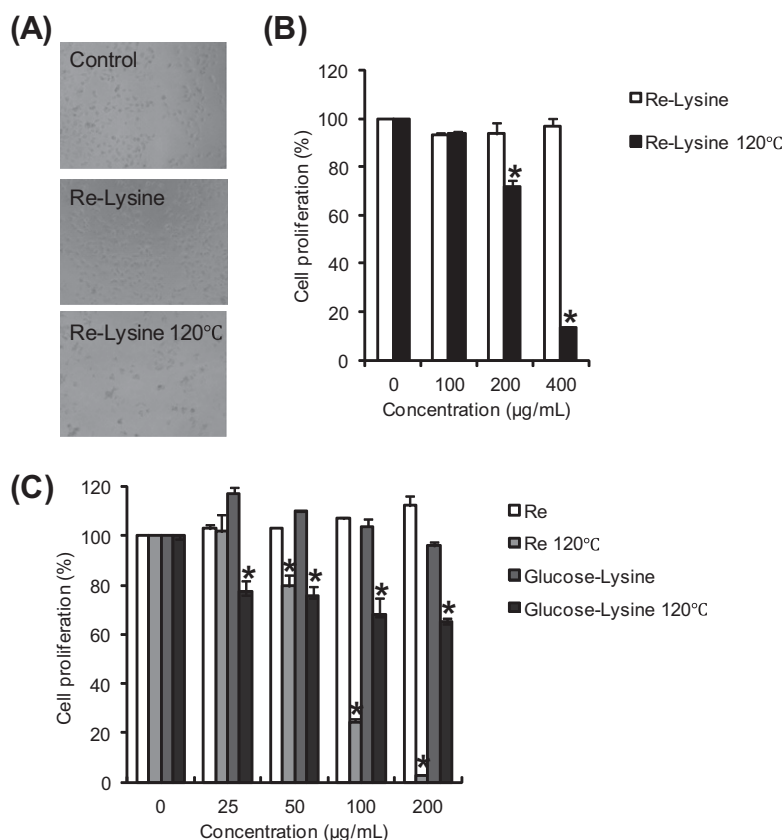 (A)
Control
Re-Lysine
Re-Lysine 120℃
(B)
Cell proliferation (%)
120
100
80
60
40
20
0
*
*
0 100 200 400
Concentration (µg/mL)
Re-Lysine
Re-Lysine 120℃
(C)
Cell proliferation (%)
120
100
80
60
40
20
0
*
* *
* *
* *
0 25 50 100 200
Concentration (µg/mL)
Re
Re 120℃
Glucose-Lysine
Glucose-Lysine 120℃